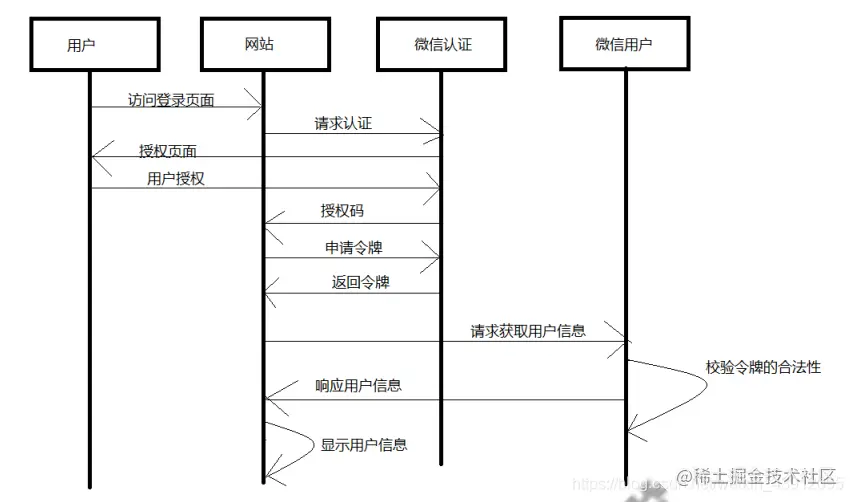 用户
网站
微信认证
微信用户
访问登录页面
请求认证
授权页面
用户授权
授权码
申请令牌
返回令牌
请求获取用户信息
校验令牌的合法性
响应用户信息
显示用户信息
@稀土掘金技术社区